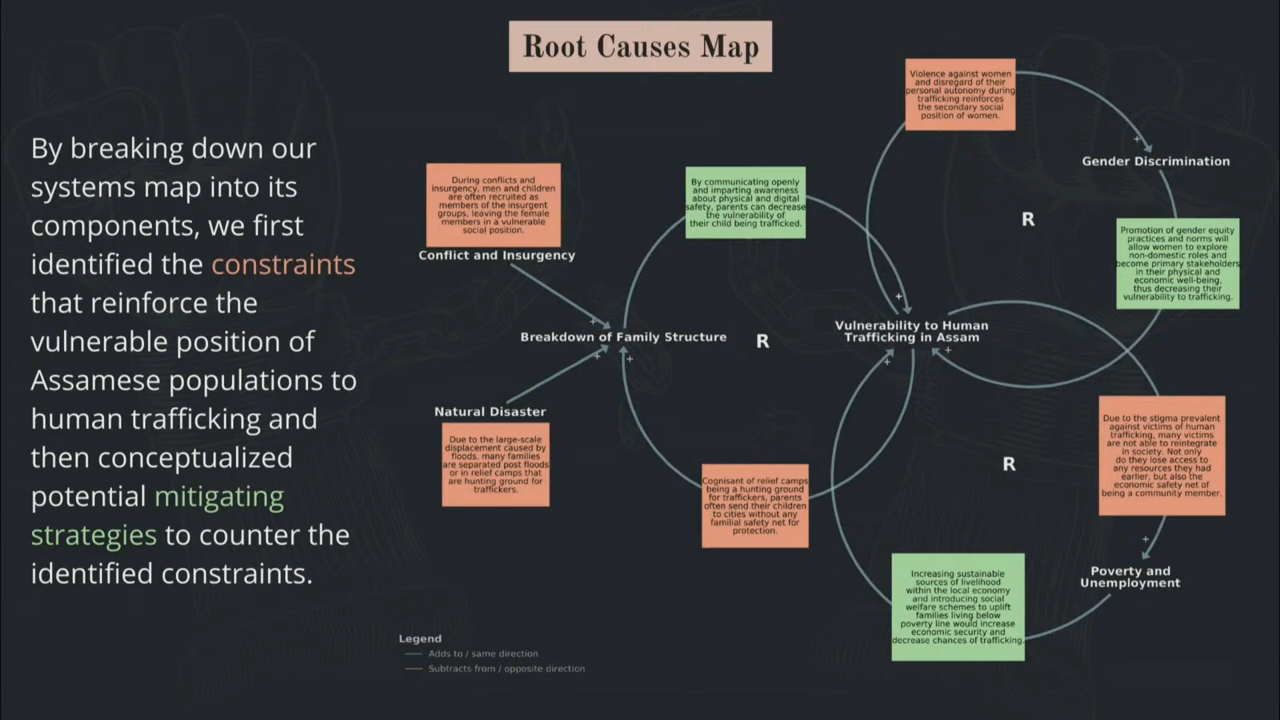 Root Causes Map
By breaking down our
systems map into its
components, we first
identified the constraints
that reinforce the
vulnerable position of
Assamese populations to
human trafficking and
then conceptualized
potential mitigating
strategies to counter the
identified constraints.
During conflicts and
insurgency, men and children
are often recruited as
members of the insurgent
groups, leaving the female
members in a vulnerable
social position.
Conflict and Insurgency
By communicating openly
and imparting awareness
about physical and digital
safety, parents can decrease
the vulnerability of
their child being trafficked.
Violence against women
and disregard of their
personal autonomy during
trafficking reinforces
the secondary social
position of women.
+
Gender Discrimination
R
Promotion of gender equity
practices and norms will
allow women to explore
non-domestic roles and
become primary stakeholders
in their physical and
economic well-being,
thus decreasing their
vulnerability to trafficking.
+
+
Breakdown of Family Structure
R
Vulnerability to Human
Trafficking in Assam
+
+
+
+
Natural Disaster
Due to the large-scale
displacement caused by
floods, many families
are separated post floods
or in relief camps that
are hunting ground for
traffickers.
Cognisant of relief camps
being a hunting ground
for traffickers, parents
often send their children
to cities without any
familial safety net for
protection.
R
Due to the stigma prevalent
against victims of human
trafficking, many victims
are not able to reintegrate
in society. Not only
do they lose access to
any resources they had
earlier, but also the
economic safety net of
being a community member.
+
Poverty and
Unemployment
Increasing sustainable
sources of livelihood
within the local economy
and introducing social
welfare schemes to uplift
families living below
poverty line would increase
economic security and
decrease chances of trafficking.
Legend
Adds to / same direction
Subtracts from / opposite direction